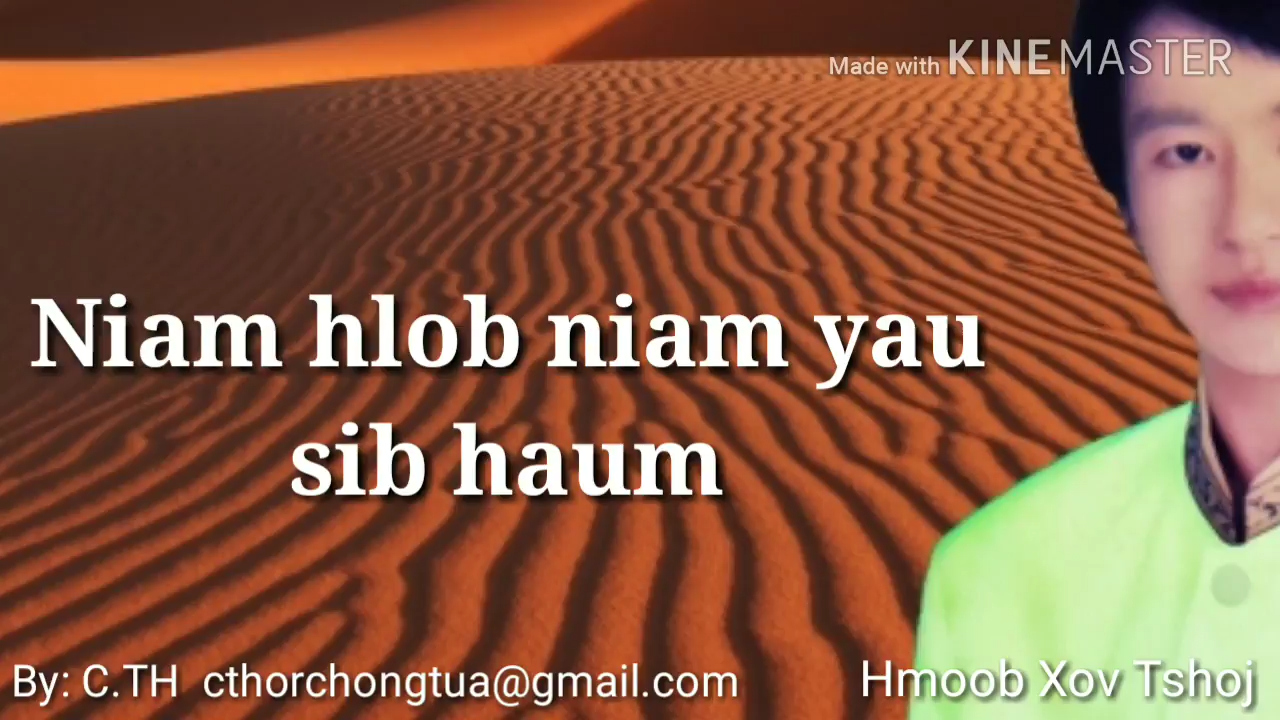 Made with KINEMASTER
Niam hlob niam yau
sib haum
By: C.TH cthorchongtua@gmail.com
Hmoob Xov Tshoj